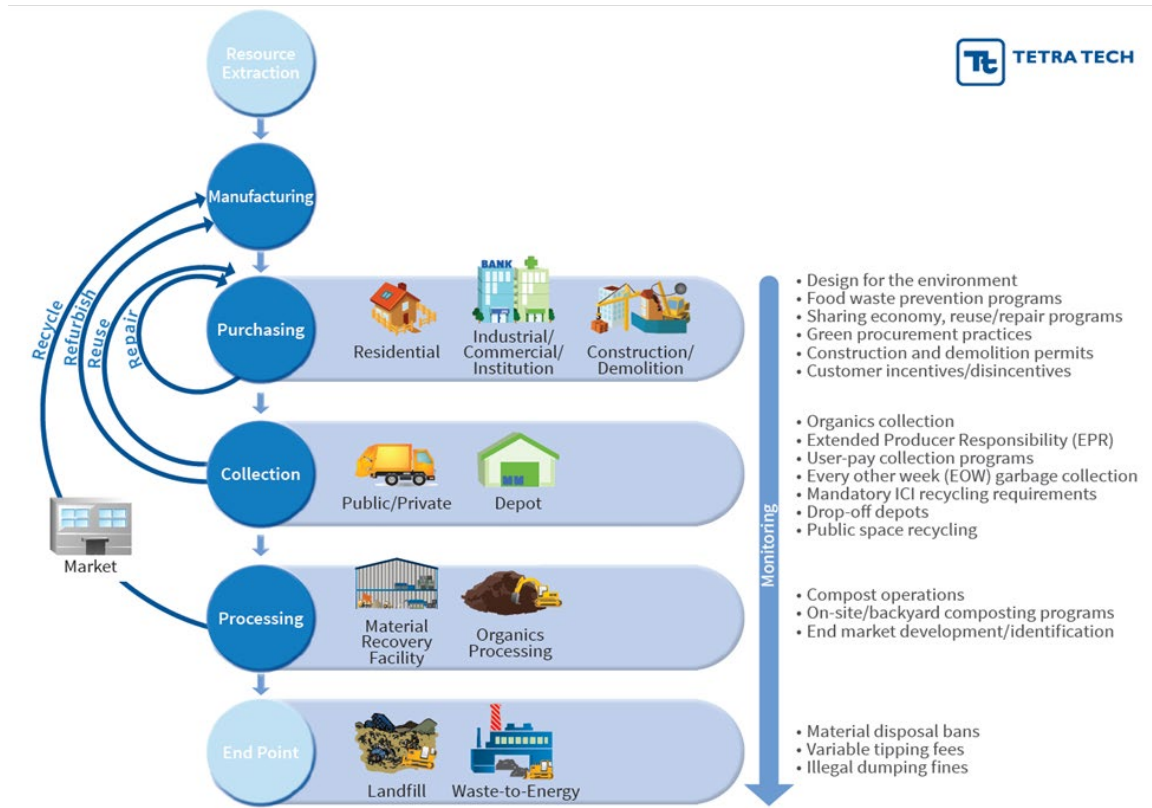 Resource
Extraction
Tt TETRA TECH
Manufacturing
Recycle
Refurbish
Reuse
Repair
Purchasing
Residential
BANK
Industrial/
Commercial/
Institution
Construction/
Demolition
• Design for the environment
• Food waste prevention programs
• Sharing economy, reuse/repair programs
• Green procurement practices
• Construction and demolition permits
• Customer incentives/disincentives
Collection
Public/Private
Depot
• Organics collection
• Extended Producer Responsibility (EPR)
• User-pay collection programs
• Every other week (EOW) garbage collection
• Mandatory ICI recycling requirements
• Drop-off depots
• Public space recycling
Monitoring
Market
Processing
Material
Recovery
Facility
Organics
Processing
• Compost operations
• On-site/backyard composting programs
• End market development/identification
End Point
Landfill
Waste-to-Energy
• Material disposal bans
• Variable tipping fees
• Illegal dumping fines